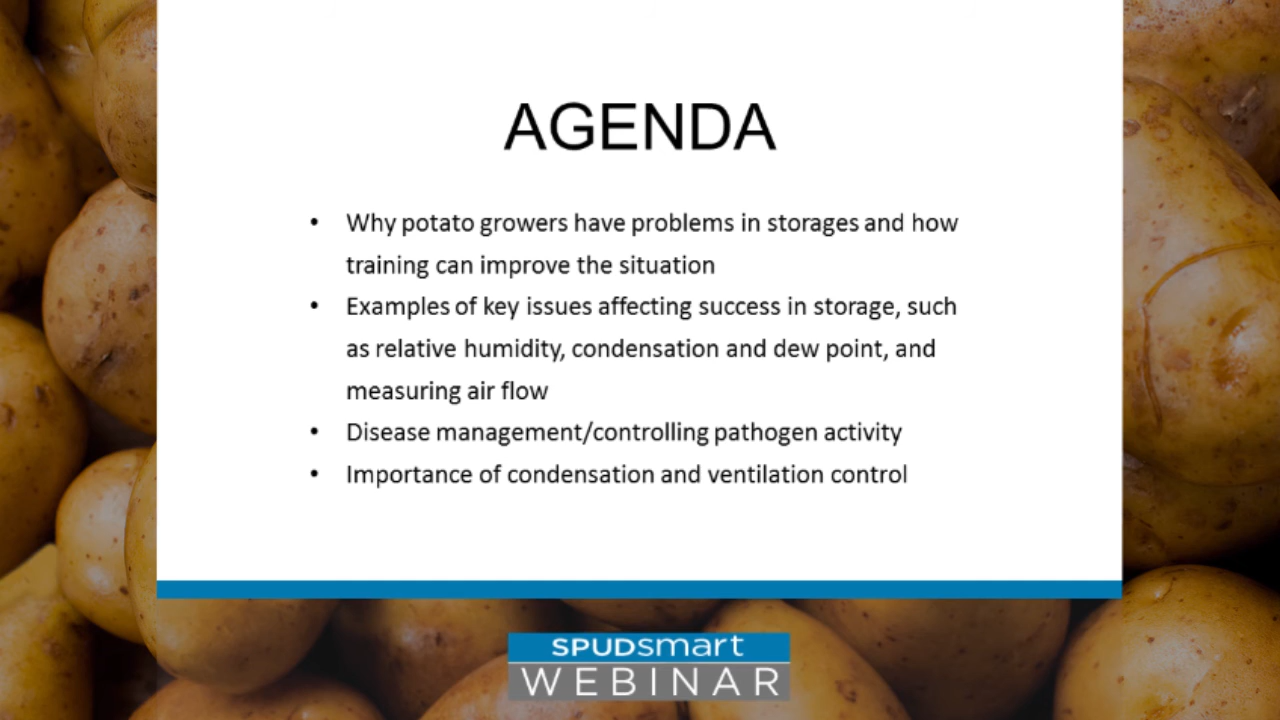 AGENDA
• Why potato growers have problems in storages and how
training can improve the situation
• Examples of key issues affecting success in storage, such
as relative humidity, condensation and dew point, and
measuring air flow
• Disease management/controlling pathogen activity
• Importance of condensation and ventilation control
SPUDsmart
WEBINAR